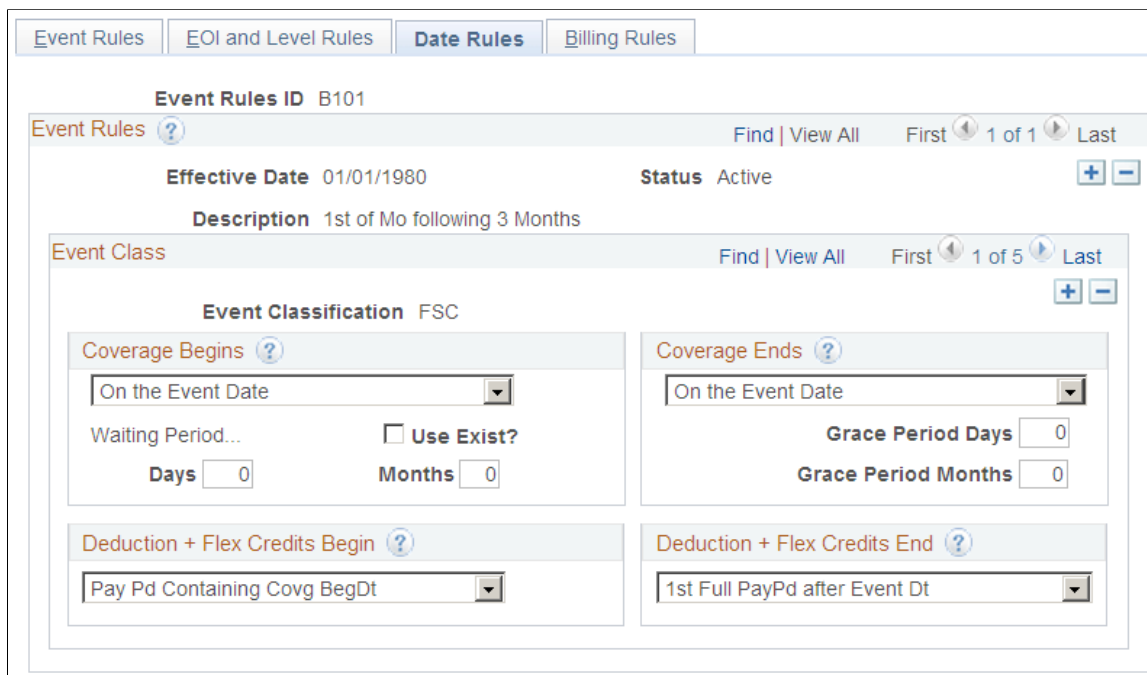 Event Rules EOI and Level Rules Date Rules Billing Rules
Event Rules ID B101
Event Rules ? Find | View All First 1 of 1 Last
Effective Date 01/01/1980 Status Active + −
Description 1st of Mo following 3 Months
Event Class Find | View All First 1 of 5 Last
+ −
Event Classification FSC
Coverage Begins ? Coverage Ends ?
On the Event Date On the Event Date
Waiting Period... Use Exist? Grace Period Days 0
Days 0 Months 0 Grace Period Months 0
Deduction + Flex Credits Begin ? Deduction + Flex Credits End ?
Pay Pd Containing Covg BegDt 1st Full PayPd after Event Dt